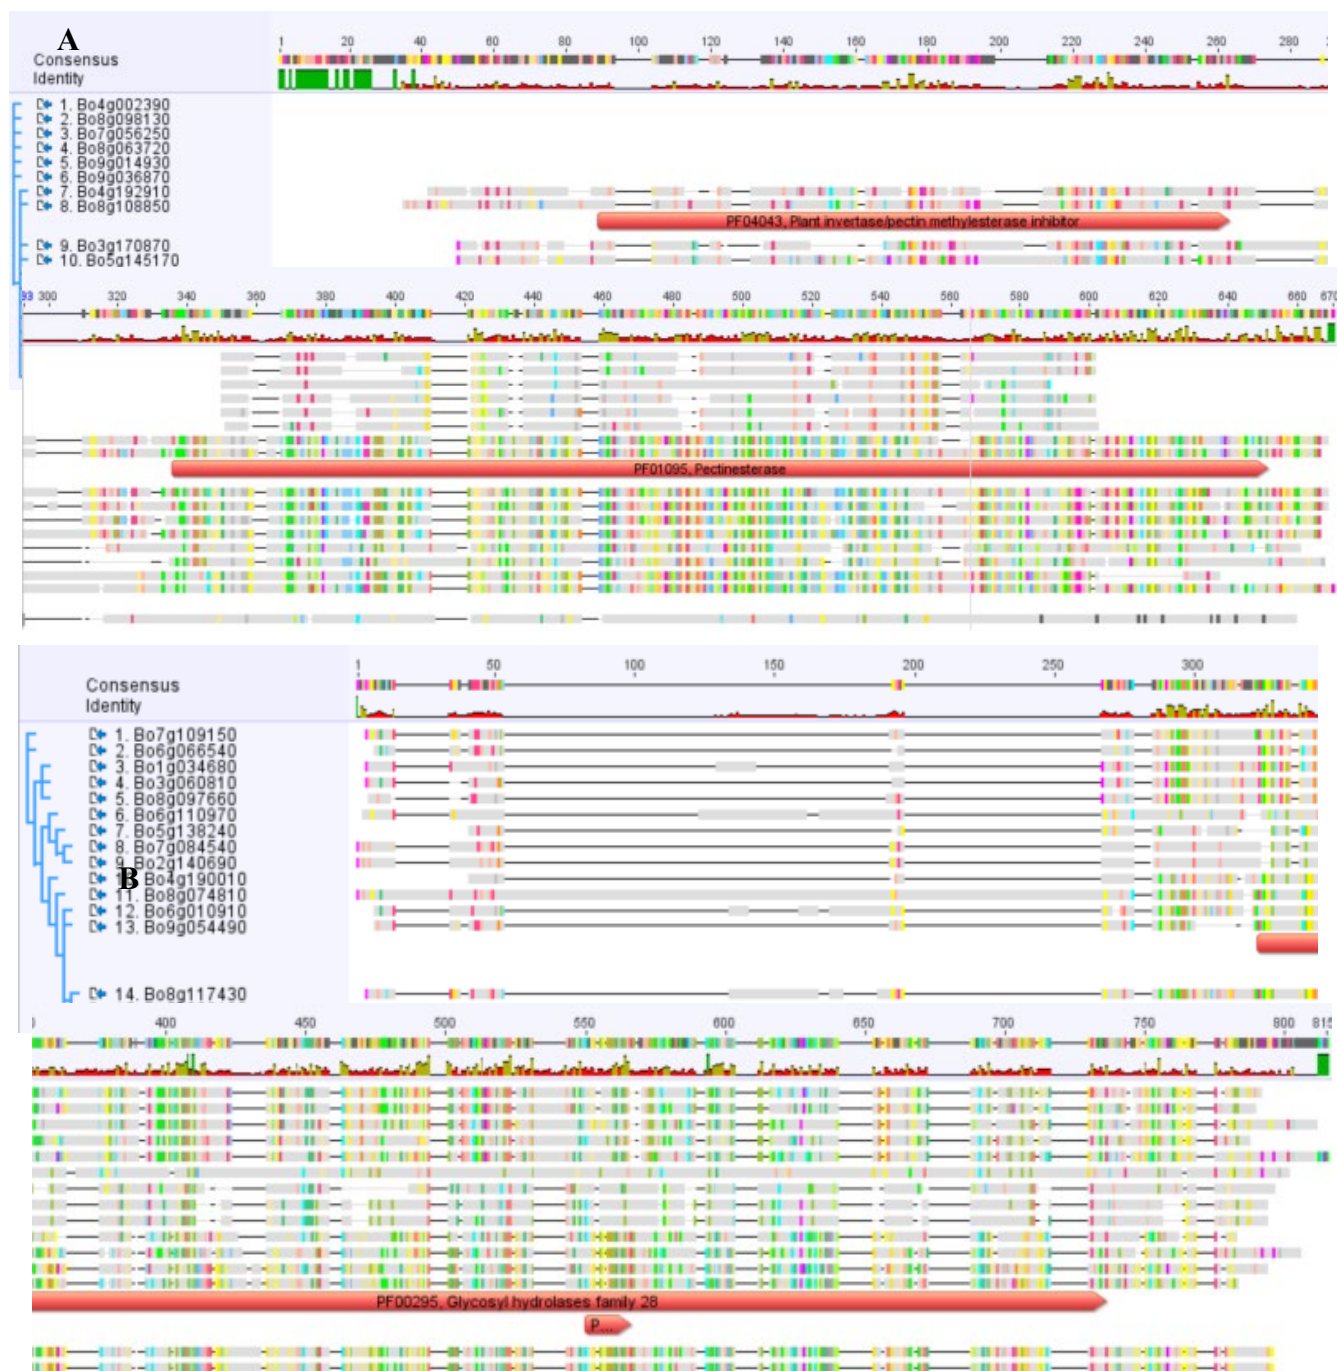 A
Consensus
Identity
1 20 40 60 80 100 120 140 160 180 200 220 240 260 280
1. Bo4g002390
2. Bo8g098130
3. Bo7g056250
4. Bo8g063720
5. Bo9g014930
6. Bo9g036870
7. Bo4g192910
8. Bo8g108850
PF04043, Plant invertase/pectin methylesterase inhibitor
9. Bo3g170870
10. Bo5g145170
93 300 320 340 360 380 400 420 440 460 480 500 520 540 560 580 600 620 640 660 670
PF01095, Pectinesterase
1 50 100 150 200 250 300
Consensus
Identity
1. Bo7g109150
2. Bo6g066540
3. Bo1g034680
4. Bo3g060810
5. Bo8g097660
6. Bo6g110970
7. Bo5g138240
8. Bo7g084540
9. Bo2g140690
B Bo4g190010
11. Bo8g074810
12. Bo6g010910
13. Bo9g054490
14. Bo8g117430
0 400 450 500 550 600 650 700 750 800 815
PF00295, Glycosyl hydrolases family 28
P...